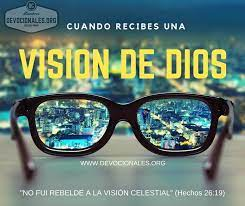 DEVOCIONALES.ORG
CUANDO RECIBES UNA
VISION DE DIOS
WWW.DEVOCIONALES.ORG
"NO FUI REBELDE A LA VISIÓN CELESTIAL" (Hechos 26:19)